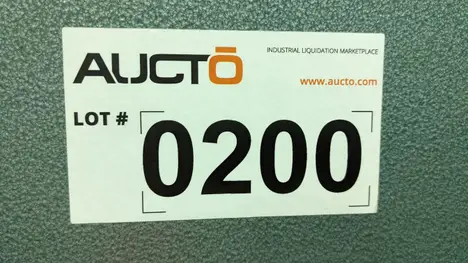 AUCTŌ
INDUSTRIAL LIQUIDATION MARKETPLACE
www.aucto.com
LOT #
0200